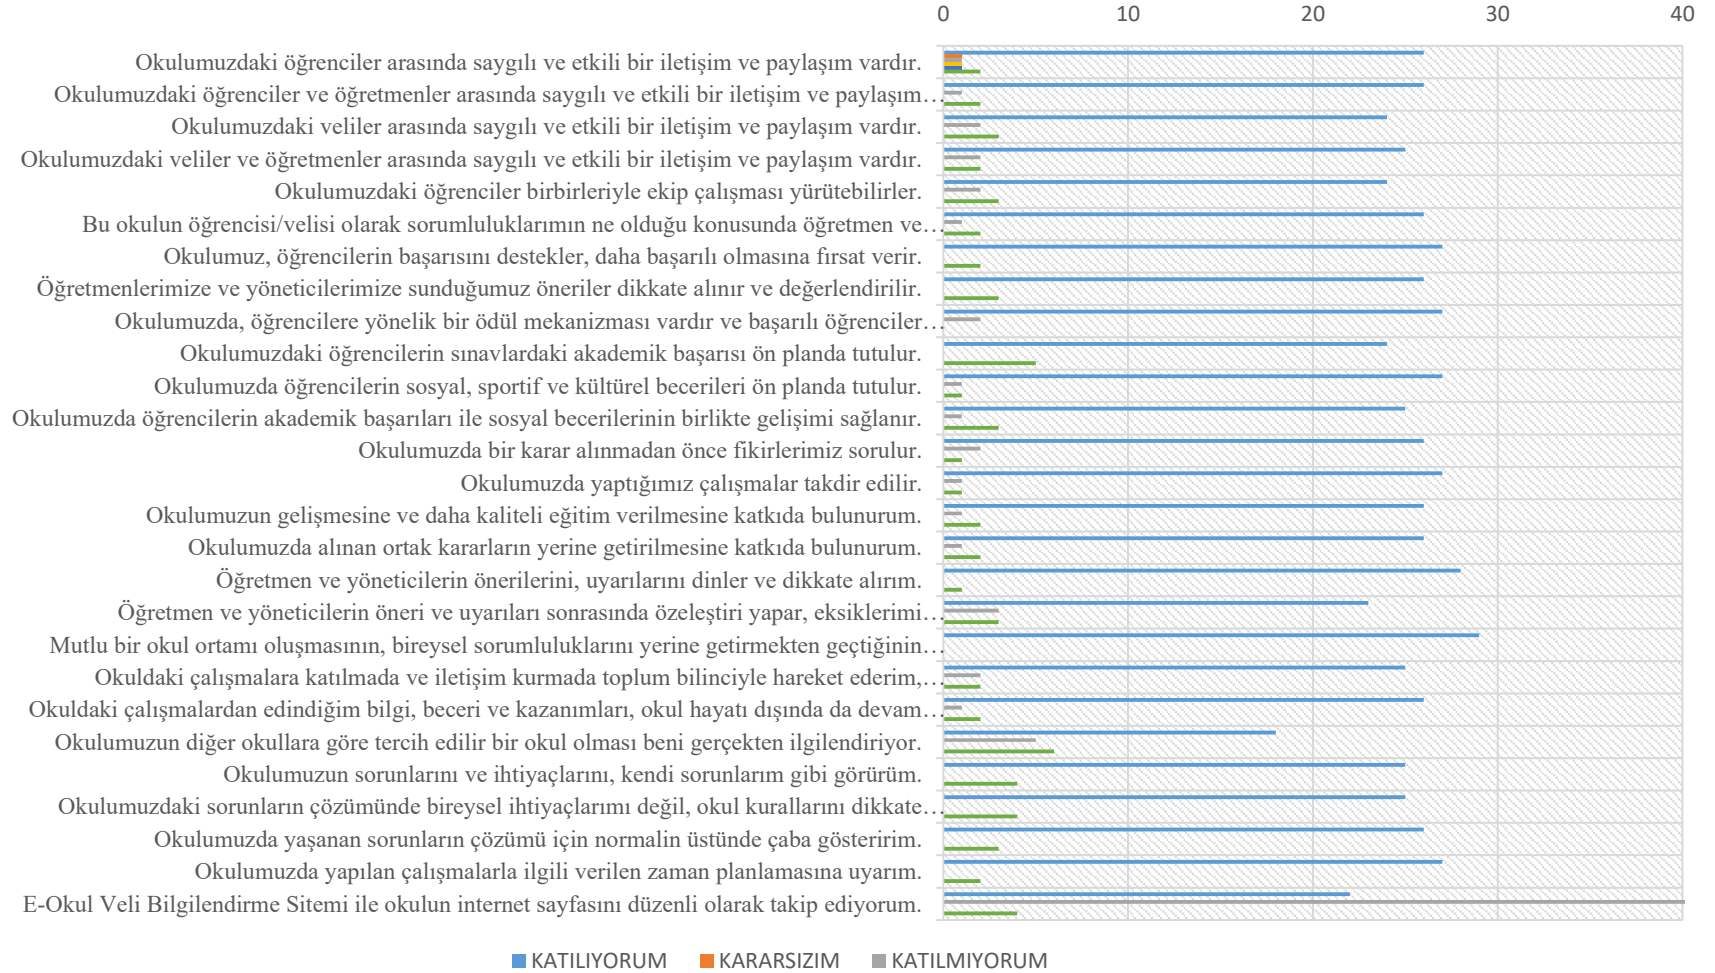 0 10 20 30 40
Okulumuzdaki öğrenciler arasında saygılı ve etkili bir iletişim ve paylaşım vardır.
Okulumuzdaki öğrenciler ve öğretmenler arasında saygılı ve etkili bir iletişim ve paylaşım…
Okulumuzdaki veliler arasında saygılı ve etkili bir iletişim ve paylaşım vardır.
Okulumuzdaki veliler ve öğretmenler arasında saygılı ve etkili bir iletişim ve paylaşım vardır.
Okulumuzdaki öğrenciler birbirleriyle ekip çalışması yürütebilirler.
Bu okulun öğrencisi/velisi olarak sorumluluklarımın ne olduğu konusunda öğretmen ve…
Okulumuz, öğrencilerin başarısını destekler, daha başarılı olmasına fırsat verir.
Öğretmenlerimize ve yöneticilerimize sunduğumuz öneriler dikkate alınır ve değerlendirilir.
Okulumuzda, öğrencilere yönelik bir ödül mekanizması vardır ve başarılı öğrenciler…
Okulumuzdaki öğrencilerin sınavlardaki akademik başarısı ön planda tutulur.
Okulumuzda öğrencilerin sosyal, sportif ve kültürel becerileri ön planda tutulur.
Okulumuzda öğrencilerin akademik başarıları ile sosyal becerilerinin birlikte gelişimi sağlanır.
Okulumuzda bir karar alınmadan önce fikirlerimiz sorulur.
Okulumuzda yaptığımız çalışmalar takdir edilir.
Okulumuzun gelişmesine ve daha kaliteli eğitim verilmesine katkıda bulunurum.
Okulumuzda alınan ortak kararların yerine getirilmesine katkıda bulunurum.
Öğretmen ve yöneticilerin önerilerini, uyarılarını dinler ve dikkate alırım.
Öğretmen ve yöneticilerin öneri ve uyarıları sonrasında özeleştiri yapar, eksiklerimi…
Mutlu bir okul ortamı oluşmasının, bireysel sorumluluklarını yerine getirmekten geçtiğinin…
Okuldaki çalışmalara katılmada ve iletişim kurmada toplum bilinciyle hareket ederim,…
Okuldaki çalışmalardan edindiğim bilgi, beceri ve kazanımları, okul hayatı dışında da devam…
Okulumuzun diğer okullara göre tercih edilir bir okul olması beni gerçekten ilgilendiriyor.
Okulumuzun sorunlarını ve ihtiyaçlarını, kendi sorunlarım gibi görürüm.
Okulumuzdaki sorunların çözümünde bireysel ihtiyaçlarımı değil, okul kurallarını dikkate…
Okulumuzda yaşanan sorunların çözümü için normalin üstünde çaba gösteririm.
Okulumuzda yapılan çalışmalarla ilgili verilen zaman planlamasına uyarım.
E-Okul Veli Bilgilendirme Sitemi ile okulun internet sayfasını düzenli olarak takip ediyorum.
KATILIYORUM KARARSIZIM KATILMIYORUM